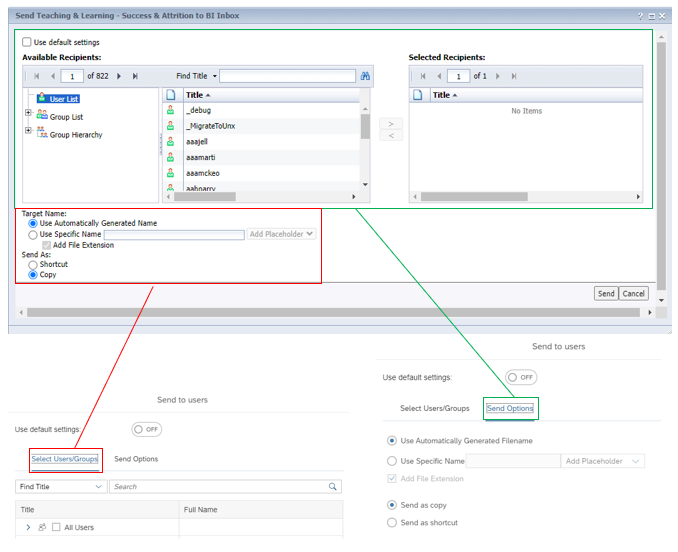 Send Teaching & Learning - Success & Attrition to BI Inbox
Use default settings
Available Recipients:
Selected Recipients:
1 of 822
Find Title
1 of 1
User List
Group List
Group Hierarchy
Title
_debug
_MigrateToUnx
aaajell
aaamarti
aaamckeo
aahparry
>
<
Title
No Items
Target Name:
Use Automatically Generated Name
Use Specific Name
Add Placeholder
Add File Extension
Send As:
Shortcut
Copy
Send Cancel
Send to users
Use default settings:
OFF
Select Users/Groups
Send Options
Find Title
Search
Title
Full Name
All Users
Send to users
Use default settings:
OFF
Select Users/Groups
Send Options
Use Automatically Generated Filename
Use Specific Name
Add Placeholder
Add File Extension
Send as copy
Send as shortcut